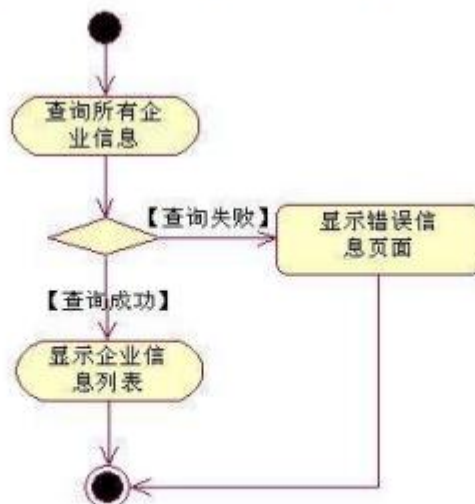 查询所有企
业信息
【查询失败】
显示错误信
息页面
【查询成功】
显示企业信
息列表